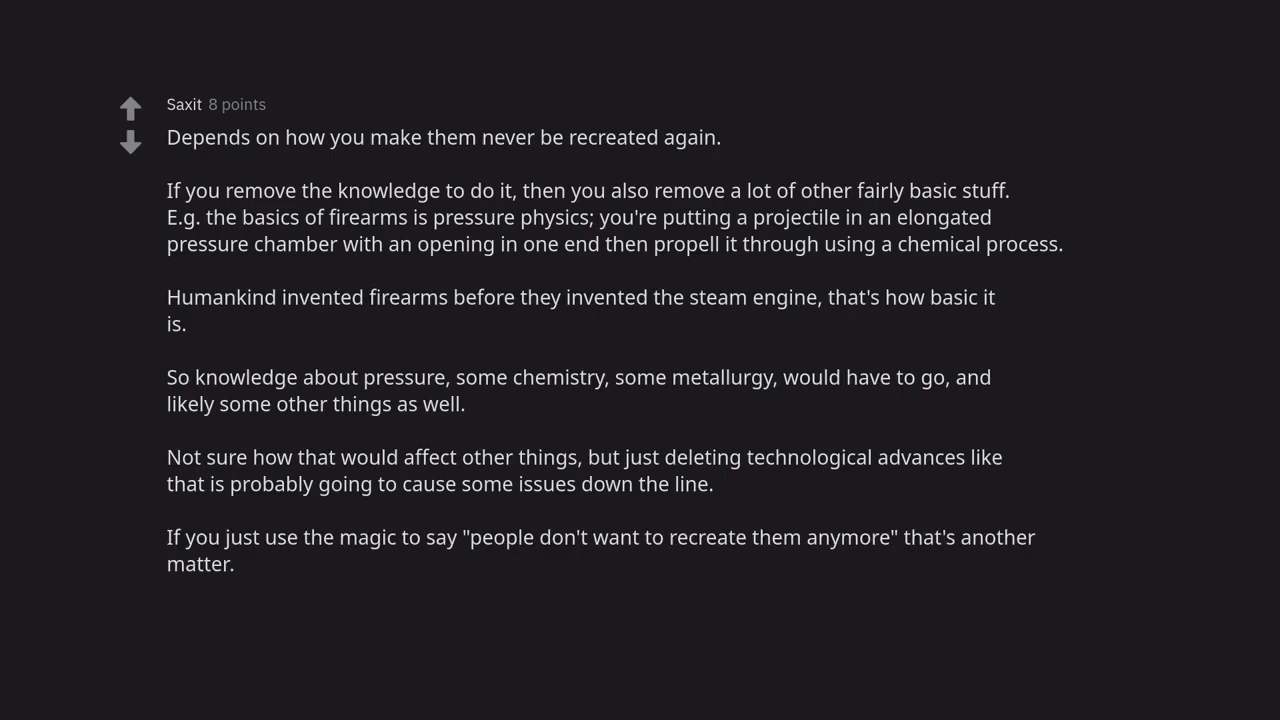 Saxit 8 points
Depends on how you make them never be recreated again.
If you remove the knowledge to do it, then you also remove a lot of other fairly basic stuff.
E.g. the basics of firearms is pressure physics; you're putting a projectile in an elongated
pressure chamber with an opening in one end then propell it through using a chemical process.
Humankind invented firearms before they invented the steam engine, that's how basic it
is.
So knowledge about pressure, some chemistry, some metallurgy, would have to go, and
likely some other things as well.
Not sure how that would affect other things, but just deleting technological advances like
that is probably going to cause some issues down the line.
If you just use the magic to say "people don't want to recreate them anymore" that's another
matter.